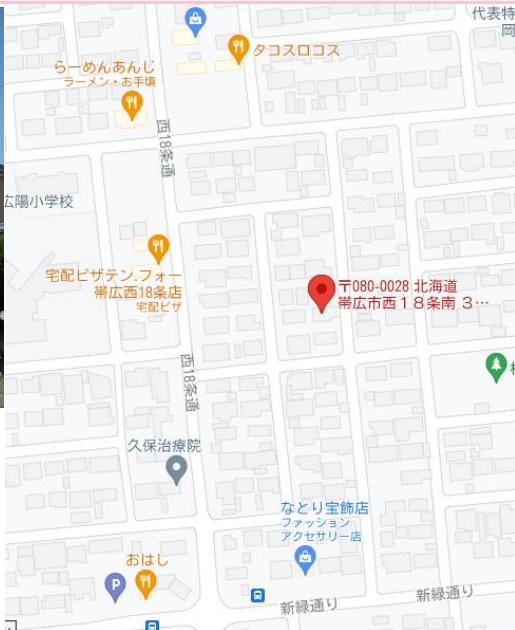 代表特
岡
タコスロコス
らーめんあんじ
ラーメン・お手頃
西18条通
広陽小学校
宅配ピザテン.フォー
帯広西18条店
宅配ピザ
〒080-0028 北海道
帯広市西18条南 3…
西18条通
久保治療院
なとり宝飾店
ファッション
アクセサリー店
おはし
P
新緑通り
新緑通り